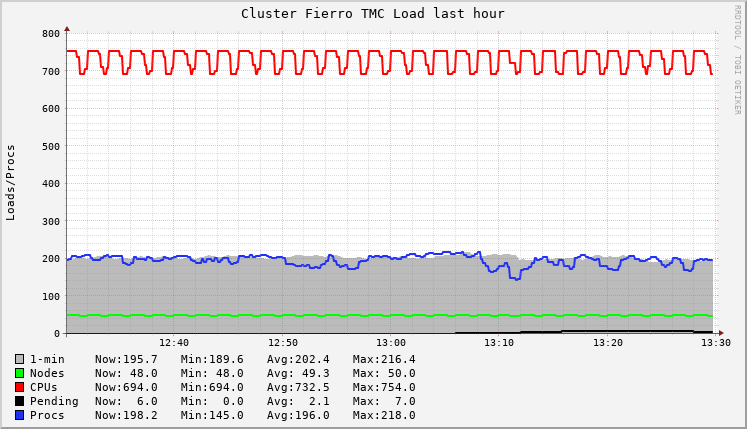 Cluster Fierro TMC Load last hour
RRDTOOL / TOBI OETIKER
Loads/Procs
800
700
600
500
400
300
200
100
0
12:40 12:50 13:00 13:10 13:20 13:30
1-min Now:195.7 Min:189.6 Avg:202.4 Max:216.4
Nodes Now: 48.0 Min: 48.0 Avg: 49.3 Max: 50.0
CPUs Now:694.0 Min:694.0 Avg:732.5 Max:754.0
Pending Now: 6.0 Min: 0.0 Avg: 2.1 Max: 7.0
Procs Now:198.2 Min:145.0 Avg:196.0 Max:218.0